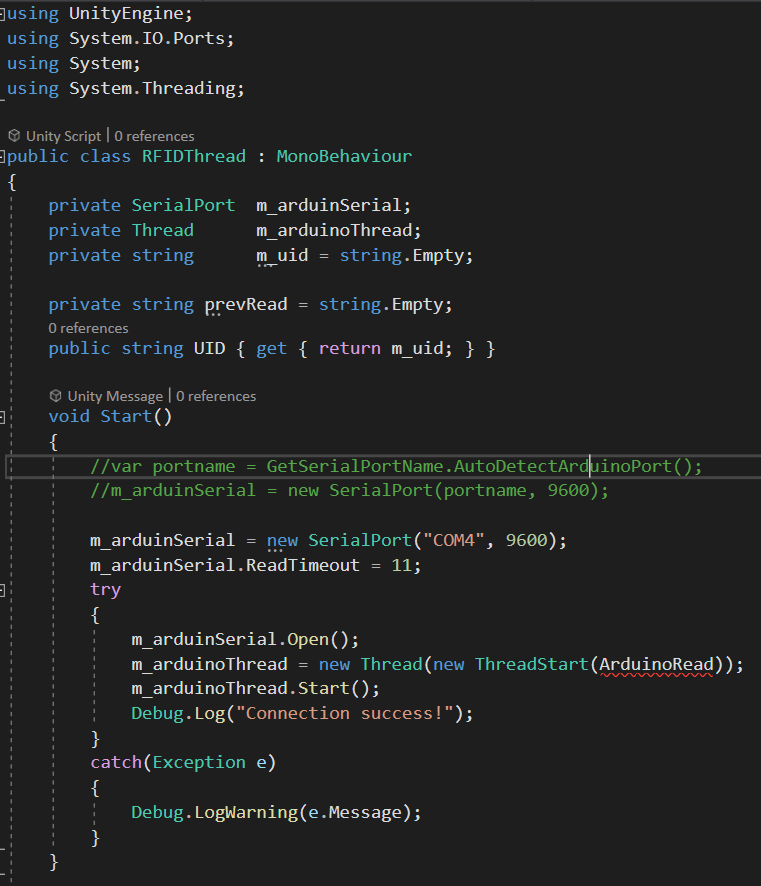 using UnityEngine;
using System.IO.Ports;
using System;
using System.Threading;
Unity Script | 0 references
public class RFIDThread : MonoBehaviour
{
private SerialPort m_arduinSerial;
private Thread m_arduinoThread;
private string m_uid = string.Empty;
private string prevRead = string.Empty;
0 references
public string UID { get { return m_uid; } }
Unity Message | 0 references
void Start()
{
//var portname = GetSerialPortName.AutoDetectArduinoPort();
//m_arduinSerial = new SerialPort(portname, 9600);
m_arduinSerial = new SerialPort("COM4", 9600);
m_arduinSerial.ReadTimeout = 11;
try
{
m_arduinSerial.Open();
m_arduinoThread = new Thread(new ThreadStart(ArduinoRead));
m_arduinoThread.Start();
Debug.Log("Connection success!");
}
catch(Exception e)
{
Debug.LogWarning(e.Message);
}
}